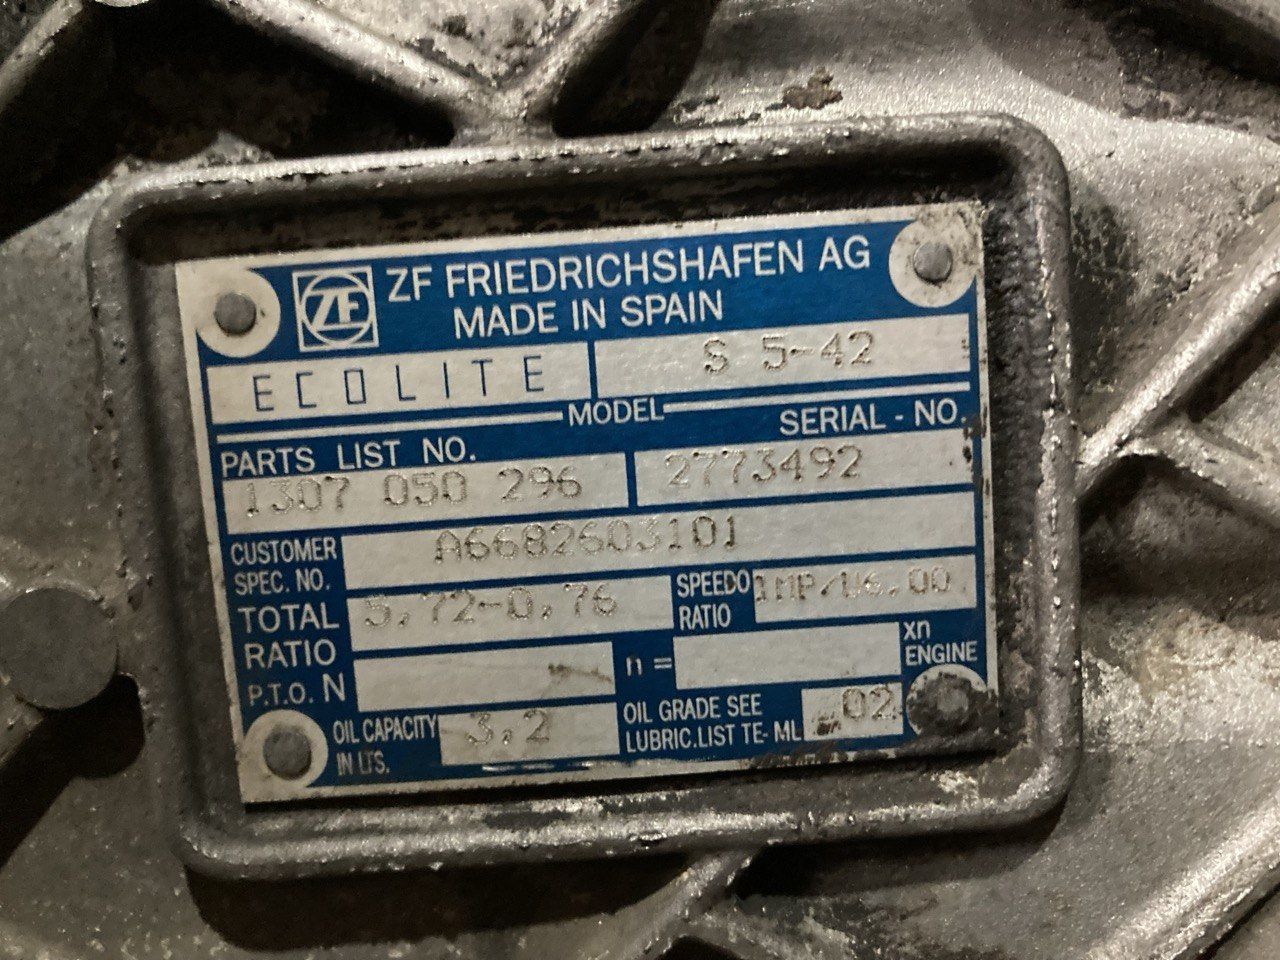 ZF
ZF FRIEDRICHSHAFEN AG
MADE IN SPAIN
ECOLITE
S 5-42
MODEL
PARTS LIST NO.
SERIAL - NO.
1307 050 296
2773492
CUSTOMER
SPEC. NO.
A6682603101
TOTAL
RATIO
5,72-0,76
SPEEDO
RATIO
IMP/U6.00
P.T.O. N
n =
xn
ENGINE
OIL CAPACITY
IN LTS.
3,2
OIL GRADE SEE
LUBRIC.LIST TE- ML
02